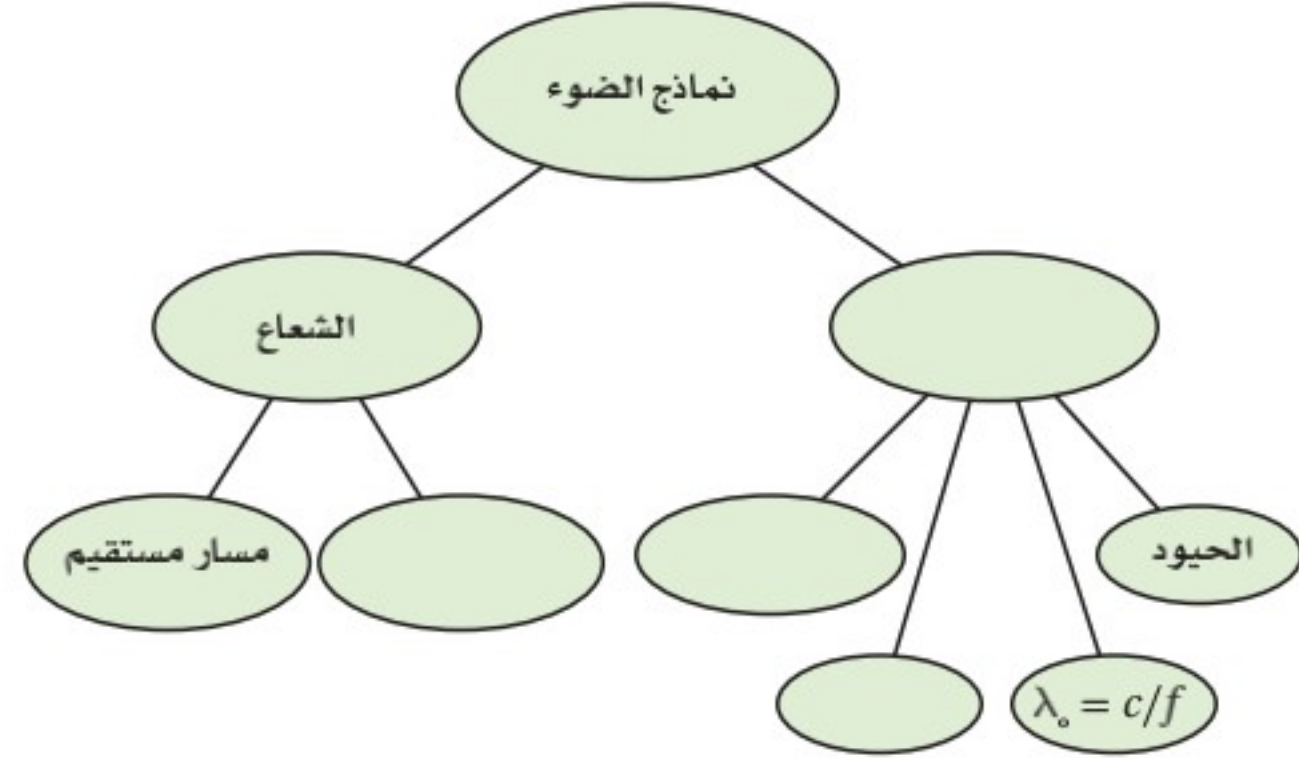 نماذج الضوء
الشعاع
الحيود
مسار مستقيم
λ₀ = c/f